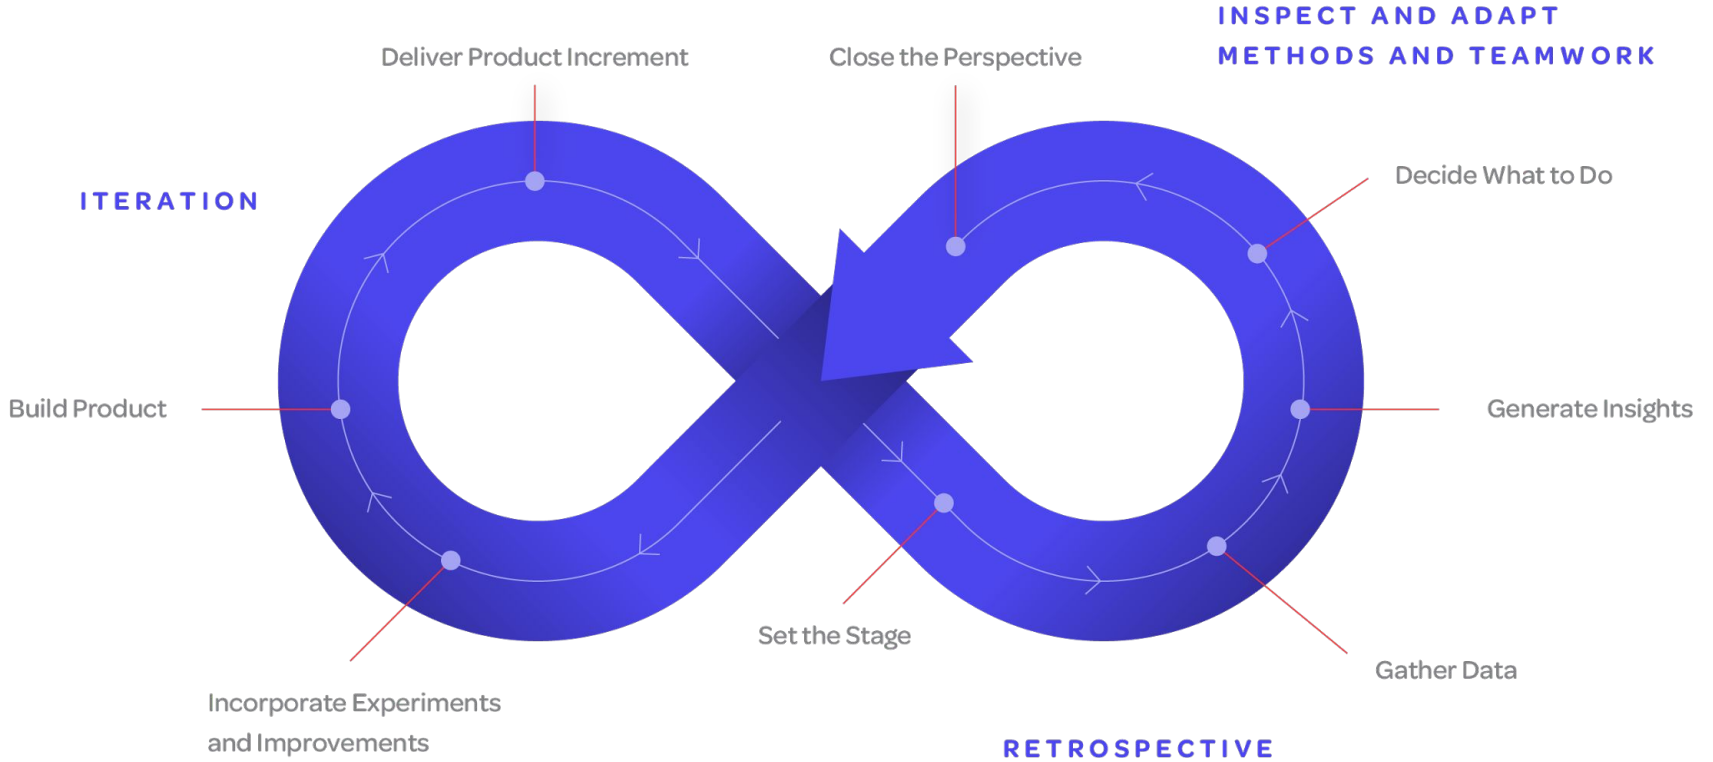 INSPECT AND ADAPT
METHODS AND TEAMWORK
Deliver Product Increment
Close the Perspective
Decide What to Do
ITERATION
Build Product
Generate Insights
Set the Stage
Gather Data
Incorporate Experiments
and Improvements
RETROSPECTIVE